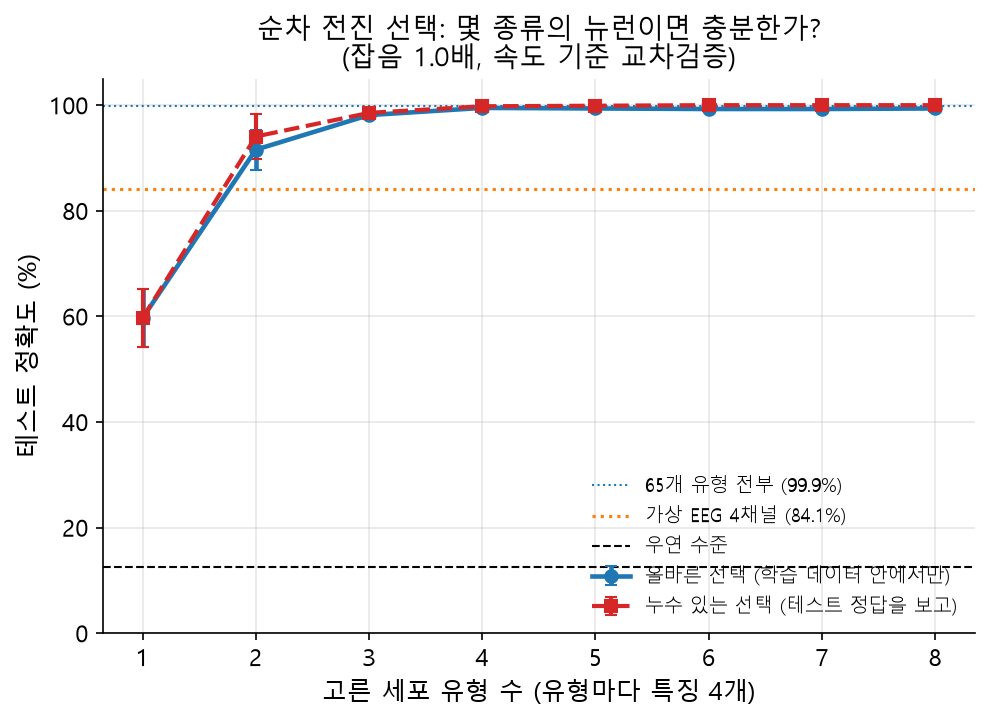 순차 전진 선택: 몇 종류의 뉴런이면 충분한가?
(잡음 1.0배, 속도 기준 교차검증)
테스트 정확도 (%)
100
80
60
40
20
0
65개 유형 전부 (99.9%)
가상 EEG 4채널 (84.1%)
우연 수준
올바른 선택 (학습 데이터 안에서만)
누수 있는 선택 (테스트 정답을 보고)
1 2 3 4 5 6 7 8
고른 세포 유형 수 (유형마다 특징 4개)